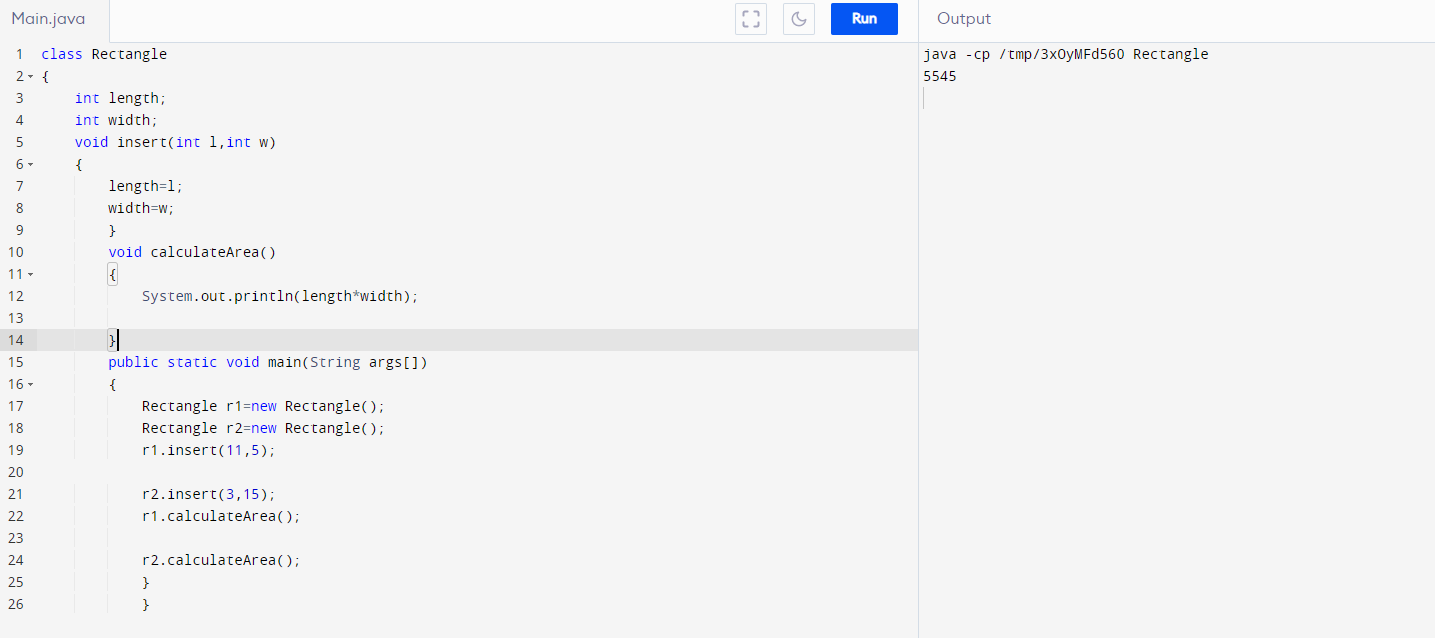 Main.java
Run
Output
1 class Rectangle
2 {
3     int length;
4     int width;
5     void insert(int l,int w)
6     {
7         length=l;
8         width=w;
9         }
10         void calculateArea()
11         {
12             System.out.println(length*width);
13
14         }
15         public static void main(String args[])
16         {
17             Rectangle r1=new Rectangle();
18             Rectangle r2=new Rectangle();
19             r1.insert(11,5);
20
21             r2.insert(3,15);
22             r1.calculateArea();
23
24             r2.calculateArea();
25             }
26             }
java -cp /tmp/3xOyMFd560 Rectangle
5545